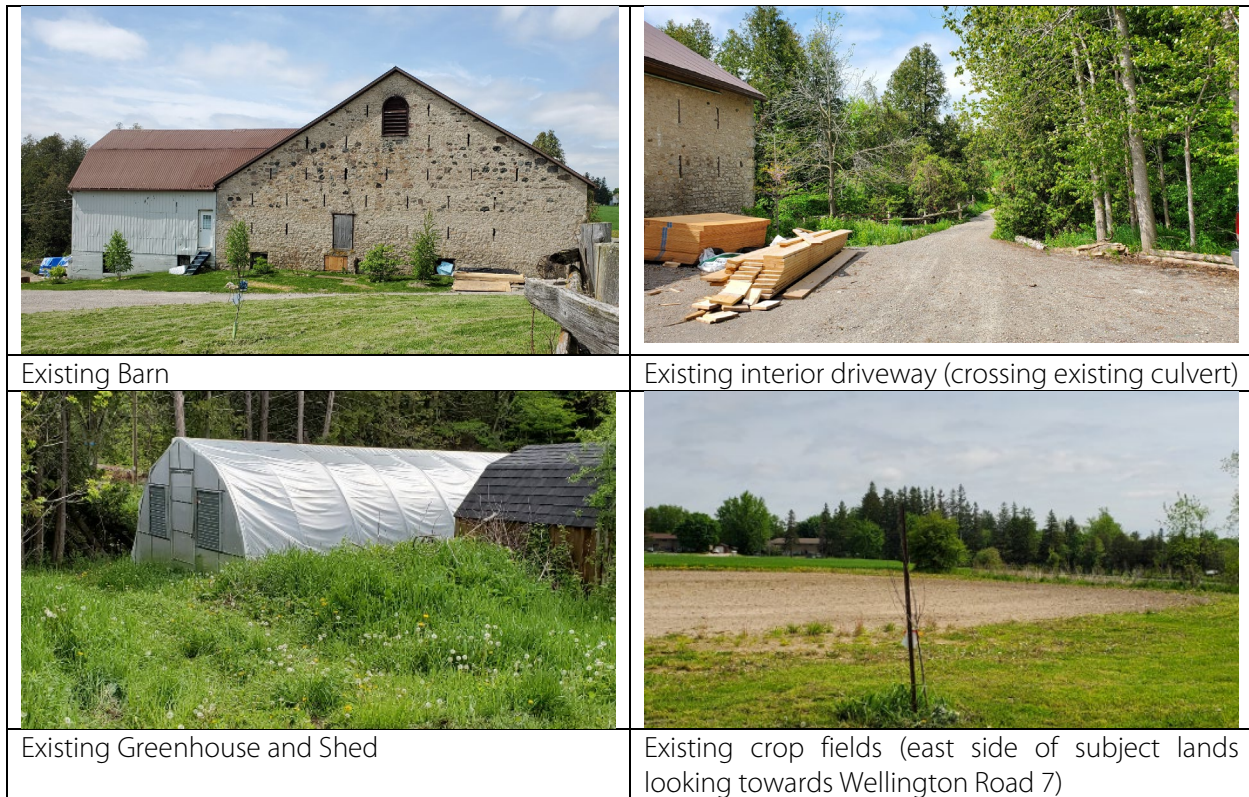 Existing Barn
Existing interior driveway (crossing existing culvert)
Existing Greenhouse and Shed
Existing crop fields (east side of subject lands
looking towards Wellington Road 7)